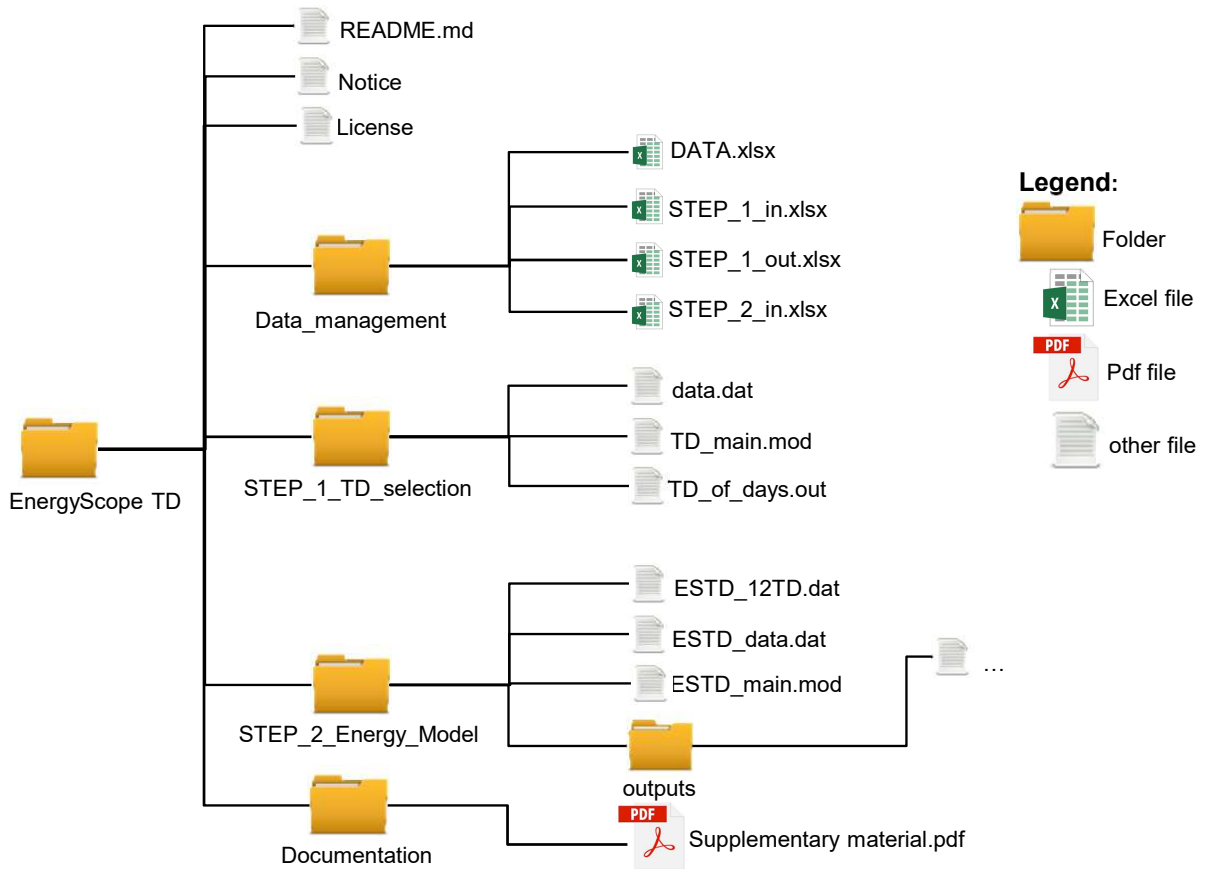 README.md
Notice
License
DATA.xlsx
STEP_1_in.xlsx
STEP_1_out.xlsx
STEP_2_in.xlsx
Data_management
data.dat
TD_main.mod
TD_of_days.out
STEP_1_TD_selection
EnergyScope TD
ESTD_12TD.dat
ESTD_data.dat
ESTD_main.mod
...
STEP_2_Energy_Model
outputs
PDF
Supplementary material.pdf
Documentation
Legend:
Folder
Excel file
PDF
Pdf file
other file